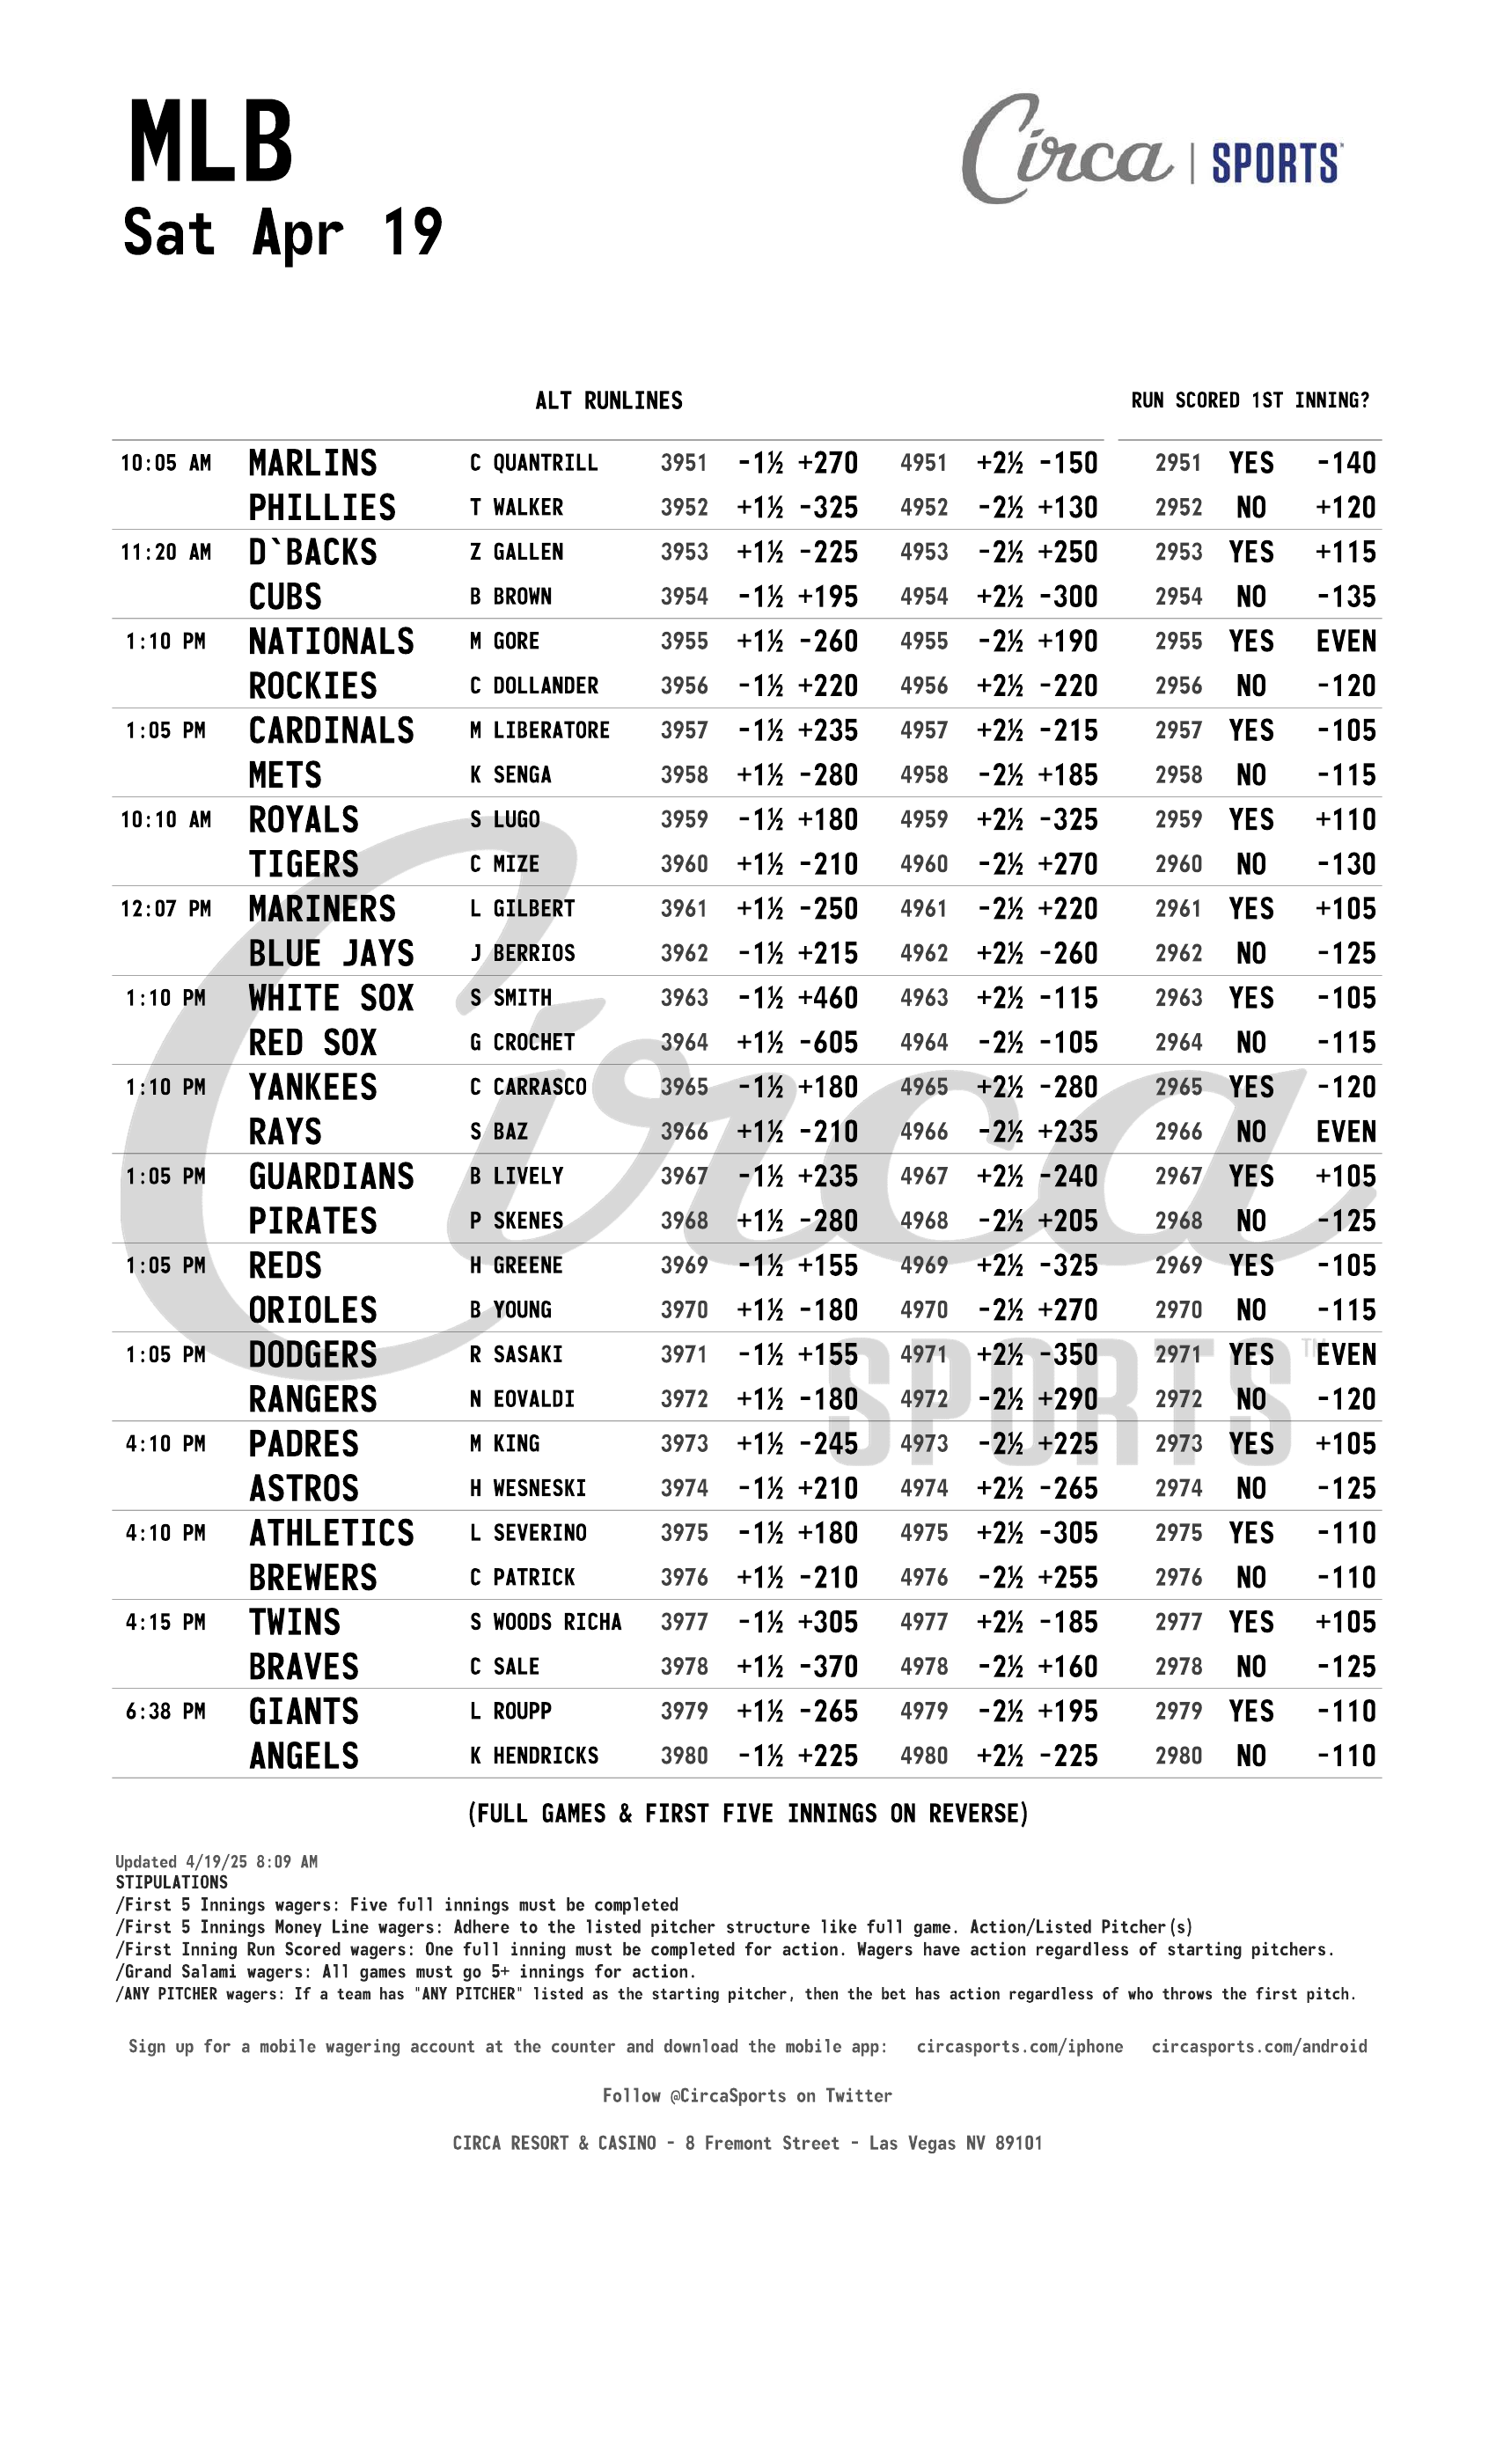 MLB
Circa | SPORTS
Sat Apr 19
ALT RUNLINES RUN SCORED 1ST INNING?
10:05 AM MARLINS C QUANTRILL 3951 -1½ +270 4951 +2½ -150 2951 YES -140
PHILLIES T WALKER 3952 +1½ -325 4952 -2½ +130 2952 NO +120
11:20 AM D`BACKS Z GALLEN 3953 +1½ -225 4953 -2½ +250 2953 YES +115
CUBS B BROWN 3954 -1½ +195 4954 +2½ -300 2954 NO -135
1:10 PM NATIONALS M GORE 3955 +1½ -260 4955 -2½ +190 2955 YES EVEN
ROCKIES C DOLLANDER 3956 -1½ +220 4956 +2½ -220 2956 NO -120
1:05 PM CARDINALS M LIBERATORE 3957 -1½ +235 4957 +2½ -215 2957 YES -105
METS K SENGA 3958 +1½ -280 4958 -2½ +185 2958 NO -115
10:10 AM ROYALS S LUGO 3959 -1½ +180 4959 +2½ -325 2959 YES +110
TIGERS C MIZE 3960 +1½ -210 4960 -2½ +270 2960 NO -130
12:07 PM MARINERS L GILBERT 3961 +1½ -250 4961 -2½ +220 2961 YES +105
BLUE JAYS J BERRIOS 3962 -1½ +215 4962 +2½ -260 2962 NO -125
1:10 PM WHITE SOX S SMITH 3963 -1½ +460 4963 +2½ -115 2963 YES -105
RED SOX G CROCHET 3964 +1½ -605 4964 -2½ -105 2964 NO -115
1:10 PM YANKEES C CARRASCO 3965 -1½ +180 4965 +2½ -280 2965 YES -120
RAYS S BAZ 3966 +1½ -210 4966 -2½ +235 2966 NO EVEN
1:05 PM GUARDIANS B LIVELY 3967 -1½ +235 4967 +2½ -240 2967 YES +105
PIRATES P SKENES 3968 +1½ -280 4968 -2½ +205 2968 NO -125
1:05 PM REDS H GREENE 3969 -1½ +155 4969 +2½ -325 2969 YES -105
ORIOLES B YOUNG 3970 +1½ -180 4970 -2½ +270 2970 NO -115
1:05 PM DODGERS R SASAKI 3971 -1½ +155 4971 +2½ -350 2971 YES EVEN
RANGERS N EOVALDI 3972 +1½ -180 4972 -2½ +290 2972 NO -120
4:10 PM PADRES M KING 3973 +1½ -245 4973 -2½ +225 2973 YES +105
ASTROS H WESNESKI 3974 -1½ +210 4974 +2½ -265 2974 NO -125
4:10 PM ATHLETICS L SEVERINO 3975 -1½ +180 4975 +2½ -305 2975 YES -110
BREWERS C PATRICK 3976 +1½ -210 4976 -2½ +255 2976 NO -110
4:15 PM TWINS S WOODS RICHA 3977 -1½ +305 4977 +2½ -185 2977 YES +105
BRAVES C SALE 3978 +1½ -370 4978 -2½ +160 2978 NO -125
6:38 PM GIANTS L ROUPP 3979 +1½ -265 4979 -2½ +195 2979 YES -110
ANGELS K HENDRICKS 3980 -1½ +225 4980 +2½ -225 2980 NO -110
Circa
SPORTS™
(FULL GAMES & FIRST FIVE INNINGS ON REVERSE)
Updated 4/19/25 8:09 AM
STIPULATIONS
/First 5 Innings wagers: Five full innings must be completed
/First 5 Innings Money Line wagers: Adhere to the listed pitcher structure like full game. Action/Listed Pitcher(s)
/First Inning Run Scored wagers: One full inning must be completed for action. Wagers have action regardless of starting pitchers.
/Grand Salami wagers: All games must go 5+ innings for action.
/ANY PITCHER wagers: If a team has "ANY PITCHER" listed as the starting pitcher, then the bet has action regardless of who throws the first pitch.
Sign up for a mobile wagering account at the counter and download the mobile app: circasports.com/iphone circasports.com/android
Follow @CircaSports on Twitter
CIRCA RESORT & CASINO - 8 Fremont Street - Las Vegas NV 89101